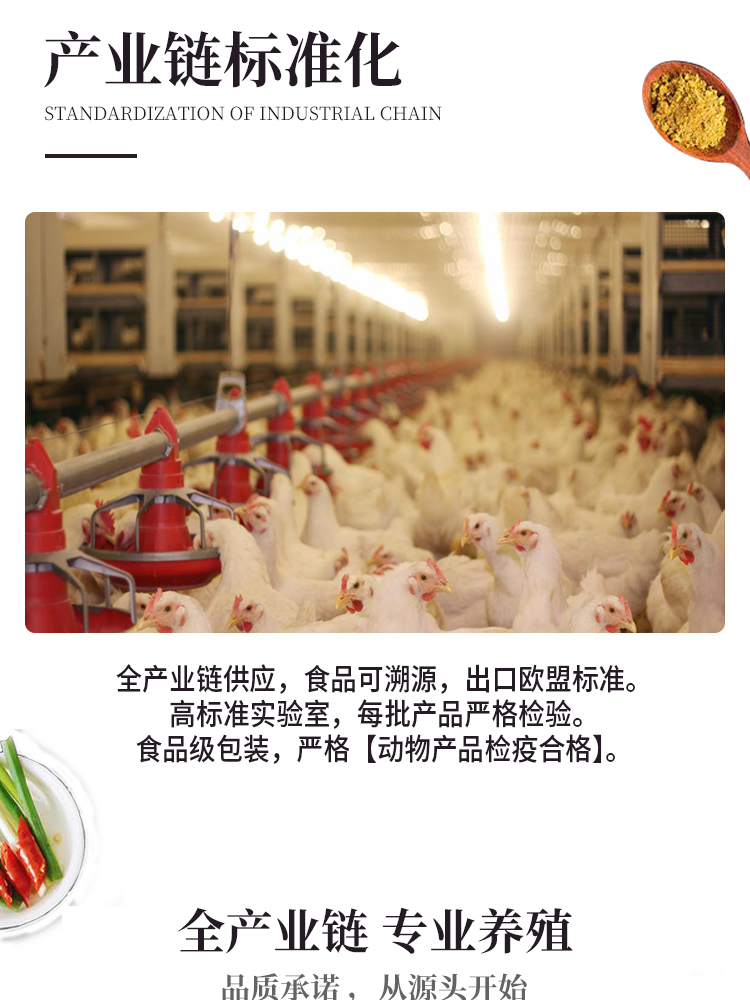 产业链标准化
STANDARDIZATION OF INDUSTRIAL CHAIN
全产业链供应，食品可溯源，出口欧盟标准。
高标准实验室，每批产品严格检验。
食品级包装，严格【动物产品检疫合格】。
全产业链 专业养殖
品质承诺，从源头开始